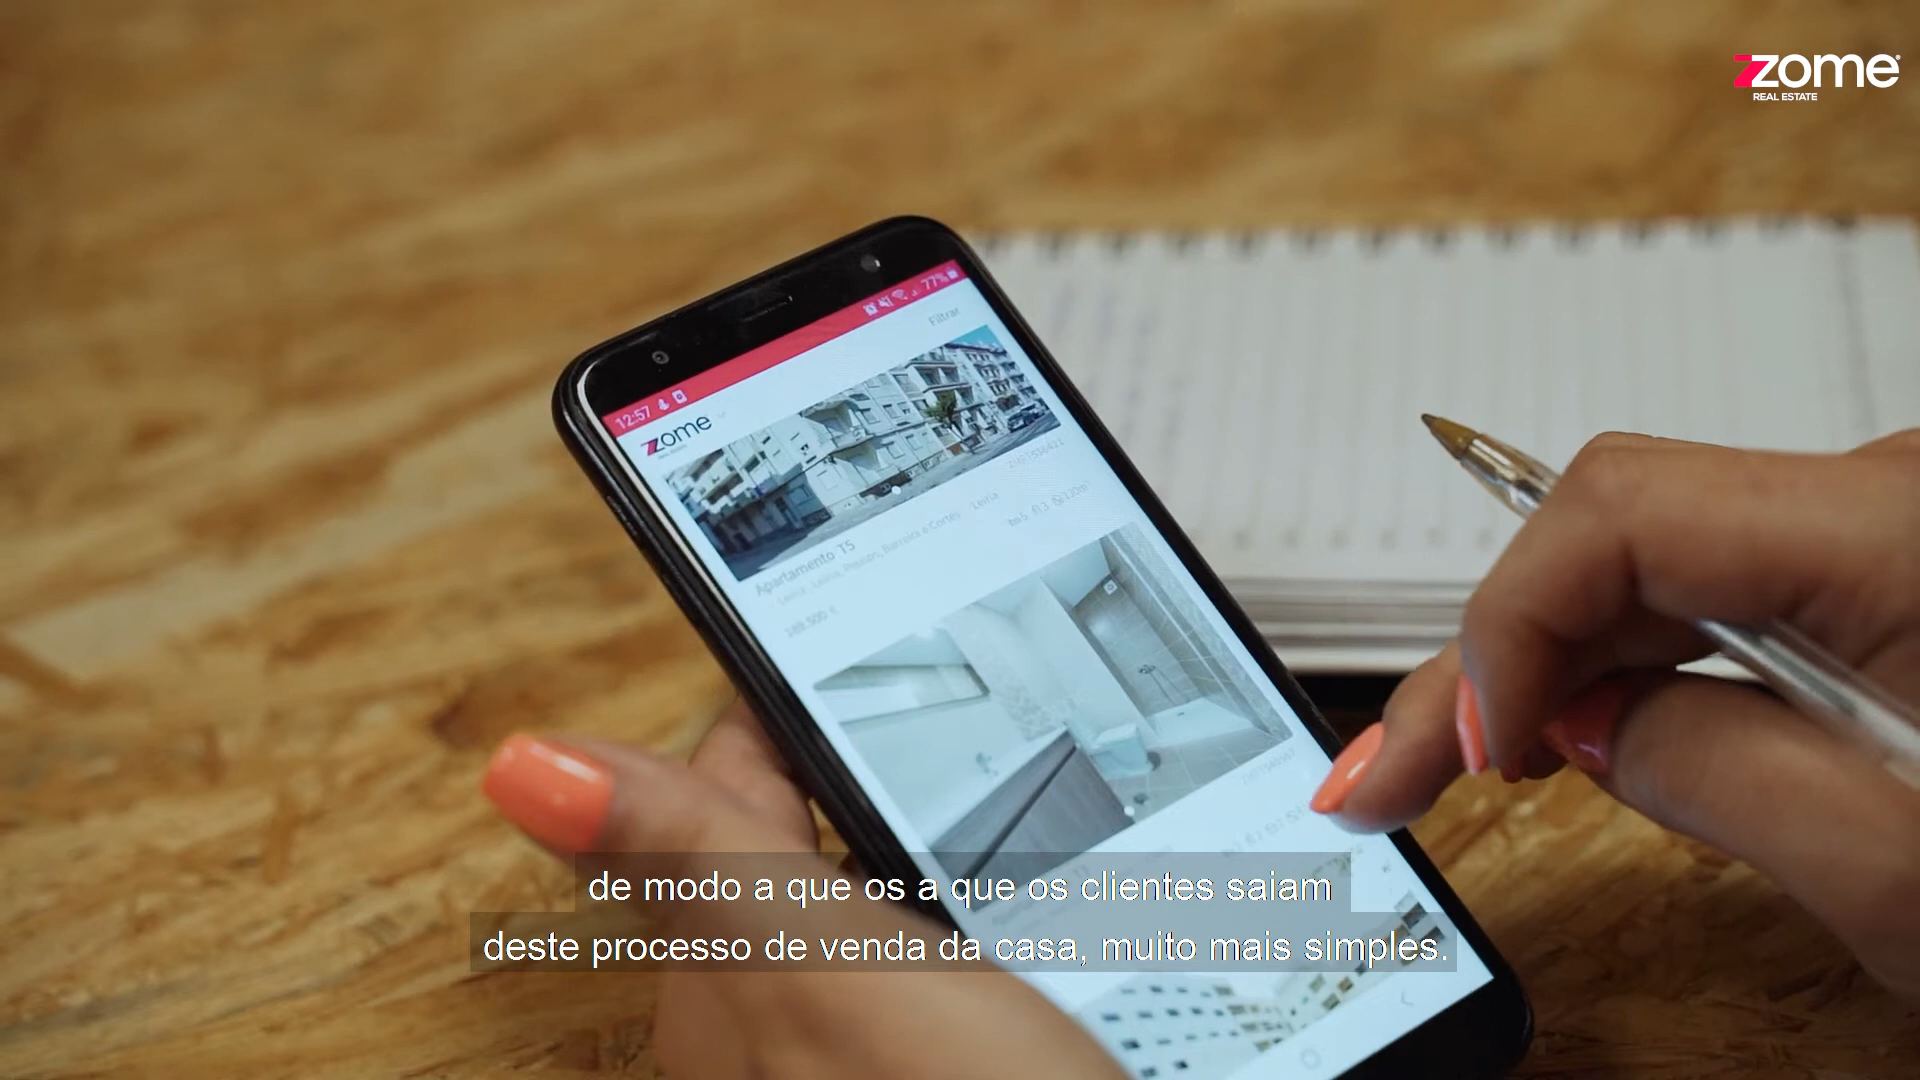 zome
REAL ESTATE
77%
12:57
Filtrar
zome
Apartamento T5
Leiria
de modo a que os a que os clientes saiam
deste processo de venda da casa, muito mais simples.